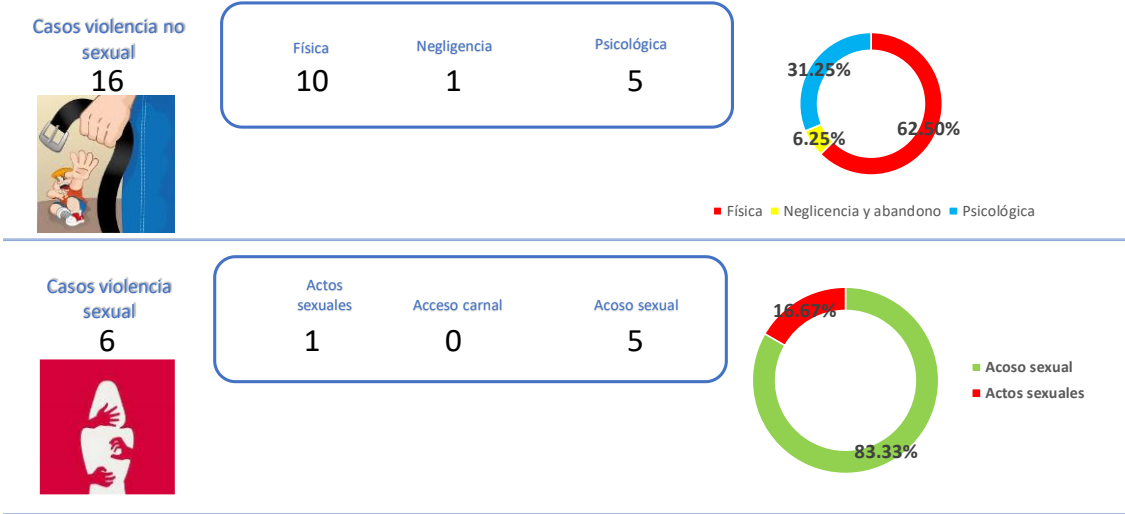 Casos violencia no
sexual
16
Física
Negligencia
Psicológica
10
1
5
31.25%
6.25%
62.50%
Física
Neglicencia y abandono
Psicológica
Casos violencia
sexual
6
Actos
sexuales
Acceso carnal
Acoso sexual
1
0
5
16.67%
83.33%
Acoso sexual
Actos sexuales